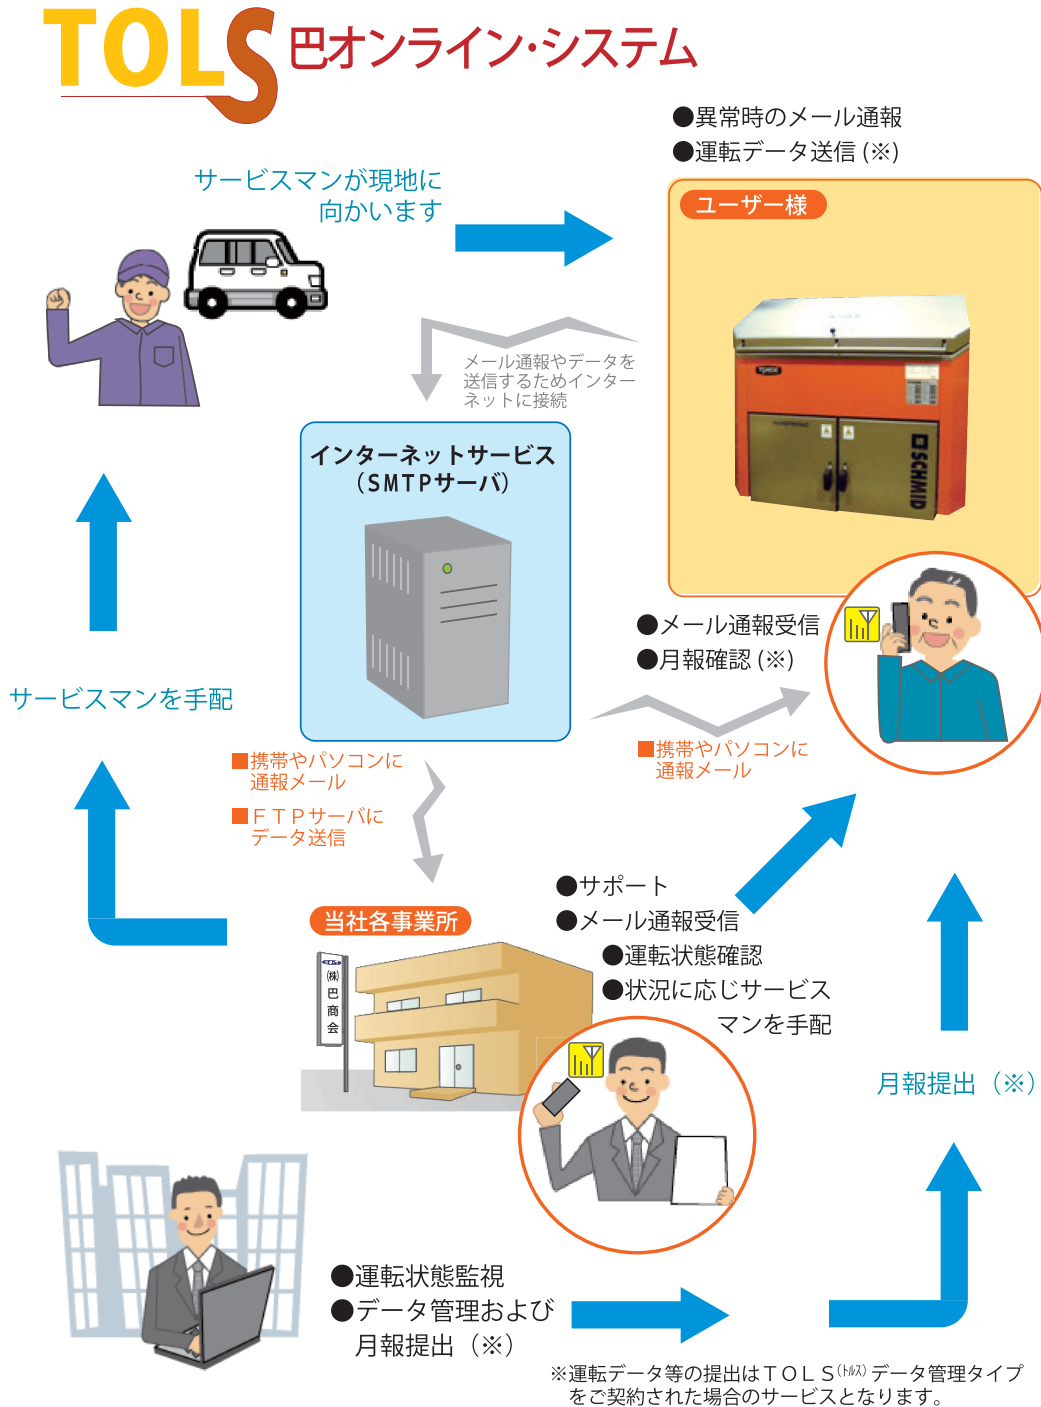 TOLS 巴オンライン・システム
●異常時のメール通報
●運転データ送信(※)
サービスマンが現地に
向かいます
ユーザー様
メール通報やデータを
送信するためインター
ネットに接続
SCHMID
インターネットサービス
(SMTPサーバ)
●メール通報受信
●月報確認(※)
サービスマンを手配
■携帯やパソコンに
通報メール
■携帯やパソコンに
通報メール
■FTPサーバに
データ送信
●サポート
●メール通報受信
●運転状態確認
●状況に応じサービス
マンを手配
当社各事業所
㈱巴商会
月報提出(※)
●運転状態監視
●データ管理および
月報提出(※)
※運転データ等の提出はTOLS(トルス)データ管理タイプ
をご契約された場合のサービスとなります。